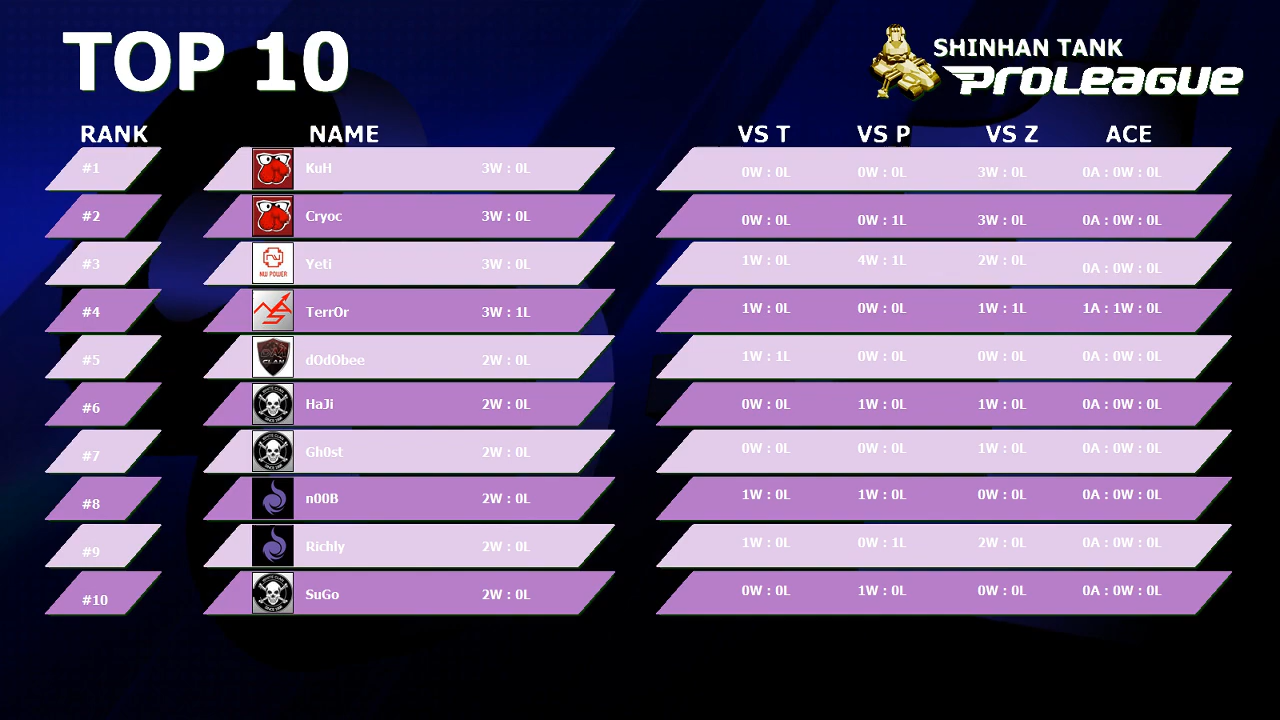 TOP 10
SHINHAN TANK
PROLEAGUE
RANK NAME VS T VS P VS Z ACE
#1 KuH 3W : 0L 0W : 0L 0W : 0L 3W : 0L 0A : 0W : 0L
#2 Cryoc 3W : 0L 0W : 0L 0W : 1L 3W : 0L 0A : 0W : 0L
#3 NW POWER Yeti 3W : 0L 1W : 0L 4W : 1L 2W : 0L 0A : 0W : 0L
#4 Terr0r 3W : 1L 1W : 0L 0W : 0L 1W : 1L 1A : 1W : 0L
#5 CLAN d0d0bee 2W : 0L 1W : 1L 0W : 0L 0W : 0L 0A : 0W : 0L
#6 HaJi 2W : 0L 0W : 0L 1W : 0L 1W : 0L 0A : 0W : 0L
#7 Gh0st 2W : 0L 0W : 0L 0W : 0L 1W : 0L 0A : 0W : 0L
#8 n00B 2W : 0L 1W : 0L 1W : 0L 0W : 0L 0A : 0W : 0L
#9 Richly 2W : 0L 1W : 0L 0W : 1L 2W : 0L 0A : 0W : 0L
#10 SuGo 2W : 0L 0W : 0L 1W : 0L 0W : 0L 0A : 0W : 0L